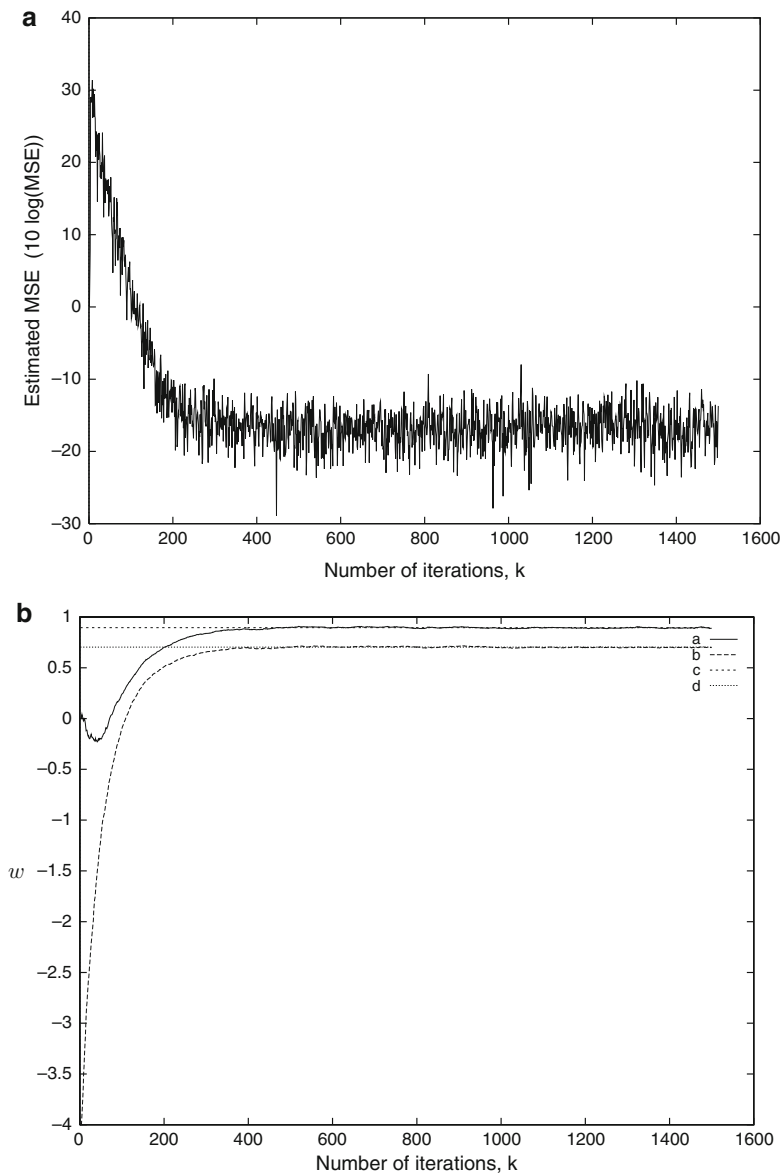 a
40
30
20
10
0
−10
−20
−30
Estimated MSE (10 log(MSE))
0 200 400 600 800 1000 1200 1400 1600
Number of iterations, k
b
1
0.5
0
−0.5
−1
−1.5
−2
−2.5
−3
−3.5
−4
w
a
b
c
d
0 200 400 600 800 1000 1200 1400 1600
Number of iterations, k